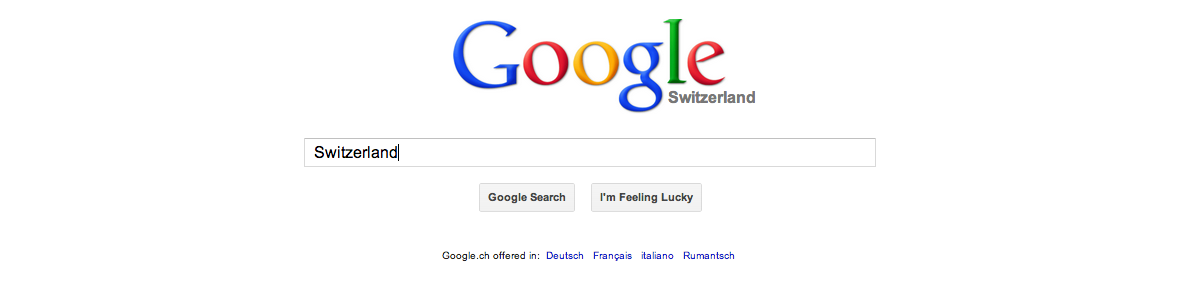 Google
Switzerland
Switzerland
Google Search I'm Feeling Lucky
Google.ch offered in: Deutsch Français italiano Rumantsch